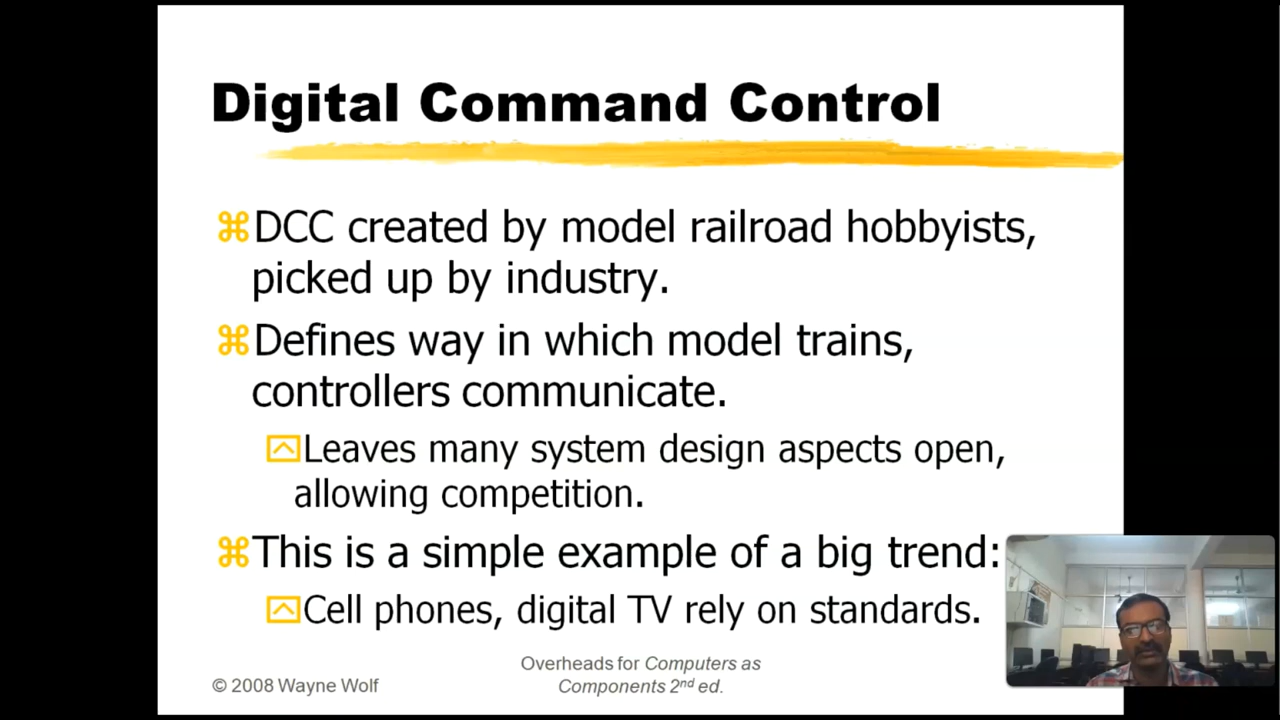 Digital Command Control
⌘DCC created by model railroad hobbyists,
picked up by industry.
⌘Defines way in which model trains,
controllers communicate.
Leaves many system design aspects open,
allowing competition.
⌘This is a simple example of a big trend:
Cell phones, digital TV rely on standards.
© 2008 Wayne Wolf
Overheads for Computers as
Components 2nd ed.